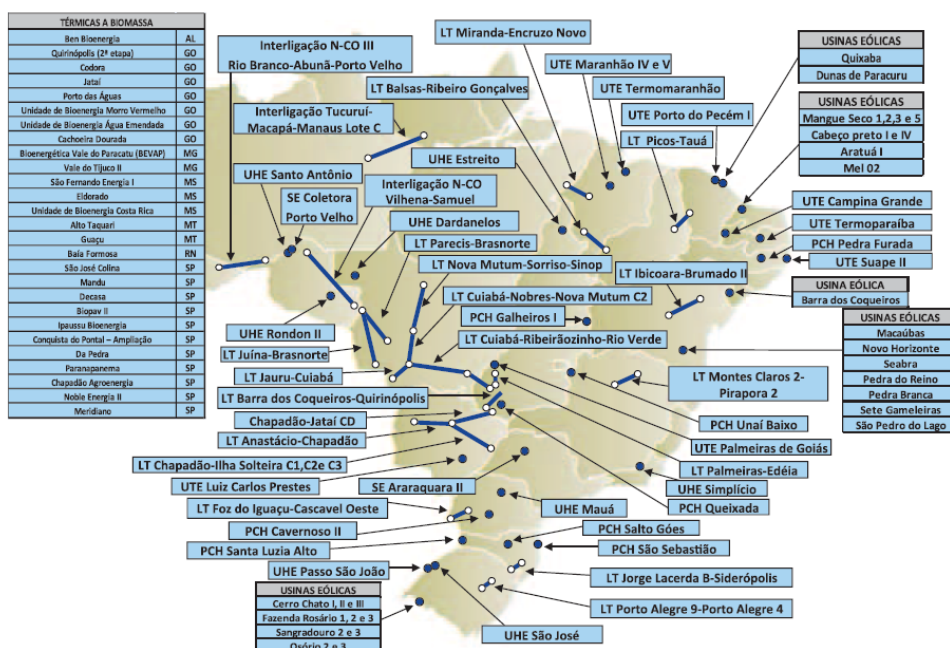 TÉRMICAS A BIOMASSA
Ben Bioenergia AL
Quirinópolis (2ª etapa) GO
Codora GO
Jataí GO
Porto das Águas GO
Unidade de Bioenergia Morro Vermelho GO
Unidade de Bioenergia Água Emendada GO
Cachoeira Dourada GO
Bioenergética Vale do Paracatu (BEVAP) MG
Vale do Tijuco II MG
São Fernando Energia I MS
Eldorado MS
Unidade de Bioenergia Costa Rica MS
Alto Taquari MT
Guaçu MT
Baía Formosa RN
São José Colina SP
Mandu SP
Decasa SP
Biopav II SP
Ipaussu Bioenergia SP
Conquista do Pontal – Ampliação SP
Da Pedra SP
Paranapanema SP
Chapadão Agroenergia SP
Noble Energia II SP
Meridiano SP
Interligação N-CO III
Rio Branco-Abunã-Porto Velho
LT Miranda-Encruzo Novo
UTE Maranhão IV e V
LT Balsas-Ribeiro Gonçalves
UTE Termomaranhão
Interligação Tucuruí-
Macapá-Manaus Lote C
UTE Porto do Pecém I
LT Picos-Tauá
UHE Estreito
USINAS EÓLICAS
Quixaba
Dunas de Paracuru
USINAS EÓLICAS
Mangue Seco 1,2,3 e 5
Cabeço preto I e IV
Aratuá I
Mel 02
UHE Santo Antônio
SE Coletora
Porto Velho
Interligação N-CO
Vilhena-Samuel
UHE Dardanelos
LT Parecis-Brasnorte
LT Nova Mutum-Sorriso-Sinop
UTE Campina Grande
UTE Termoparaíba
PCH Pedra Furada
UTE Suape II
LT Ibicoara-Brumado II
LT Cuiabá-Nobres-Nova Mutum C2
PCH Galheiros I
USINA EÓLICA
Barra dos Coqueiros
UHE Rondon II
LT Cuiabá-Ribeirãozinho-Rio Verde
USINAS EÓLICAS
Macaúbas
Novo Horizonte
Seabra
Pedra do Reino
Pedra Branca
Sete Gameleiras
São Pedro do Lago
LT Juína-Brasnorte
LT Jauru-Cuiabá
LT Montes Claros 2-
Pirapora 2
LT Barra dos Coqueiros-Quirinópolis
Chapadão-Jataí CD
PCH Unaí Baixo
LT Anastácio-Chapadão
UTE Palmeiras de Goiás
LT Chapadão-Ilha Solteira C1,C2e C3
LT Palmeiras-Edéia
UTE Luiz Carlos Prestes
SE Araraquara II
UHE Simplício
LT Foz do Iguaçu-Cascavel Oeste
UHE Mauá
PCH Queixada
PCH Cavernoso II
PCH Salto Góes
PCH Santa Luzia Alto
PCH São Sebastião
UHE Passo São João
LT Jorge Lacerda B-Siderópolis
USINAS EÓLICAS
Cerro Chato I, II e III
Fazenda Rosário 1, 2 e 3
Sangradouro 2 e 3
Osório 2 e 3
LT Porto Alegre 9-Porto Alegre 4
UHE São José